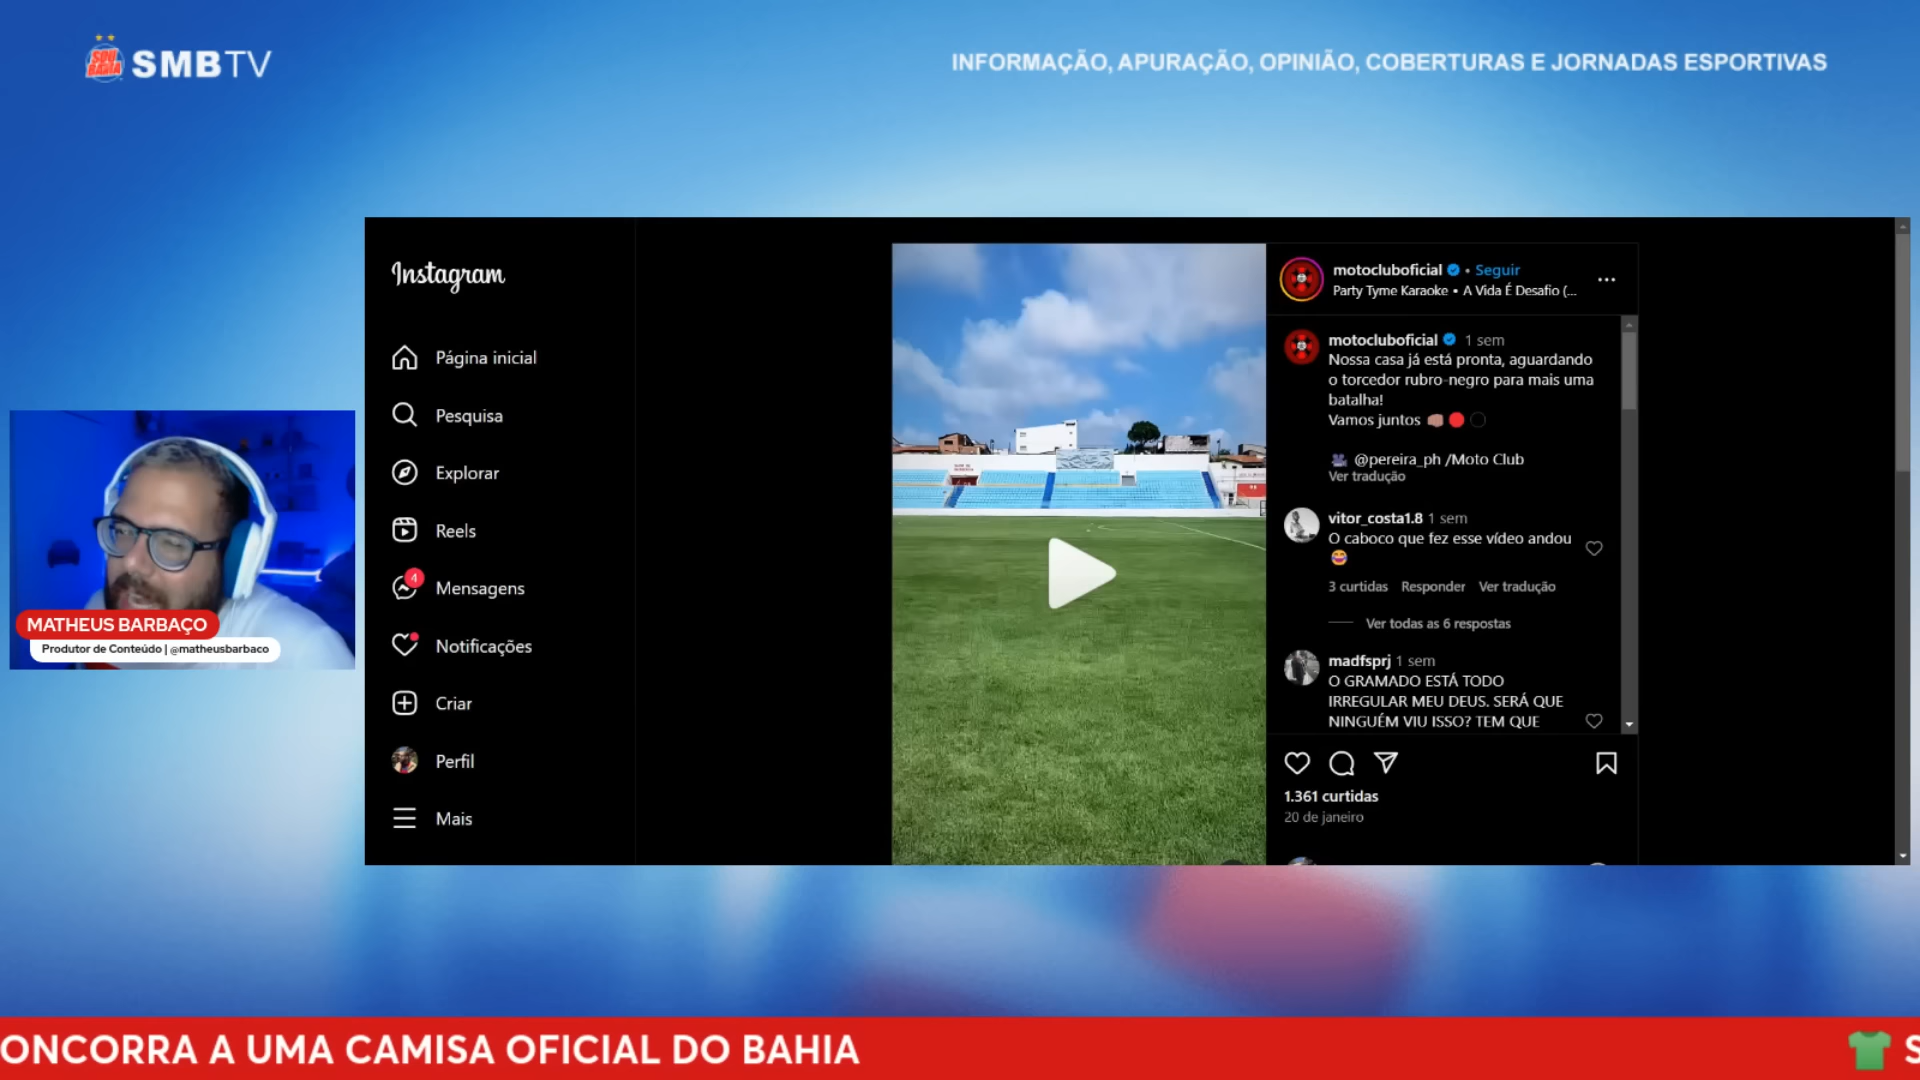 SOU BAHIA
SMBTV
INFORMAÇÃO, APURAÇÃO, OPINIÃO, COBERTURAS E JORNADAS ESPORTIVAS
Instagram
Página inicial
Pesquisa
Explorar
Reels
4
Mensagens
Notificações
Criar
Perfil
Mais
MATHEUS BARBAÇO
Produtor de Conteúdo | @matheusbarbaco
motocluboficial • Seguir
Party Tyme Karaoke • A Vida É Desafio (...
motocluboficial 1 sem
Nossa casa já está pronta, aguardando
o torcedor rubro-negro para mais uma
batalha!
Vamos juntos 👊🏽🔴⚫
🎥 @pereira_ph /Moto Club
Ver tradução
vitor_costa1.8 1 sem
O caboco que fez esse vídeo andou
😂
3 curtidas Responder Ver tradução
Ver todas as 6 respostas
madfsprj 1 sem
O GRAMADO ESTÁ TODO
IRREGULAR MEU DEUS. SERÁ QUE
NINGUÉM VIU ISSO? TEM QUE
1.361 curtidas
20 de janeiro
ONCORRA A UMA CAMISA OFICIAL DO BAHIA
👕 S